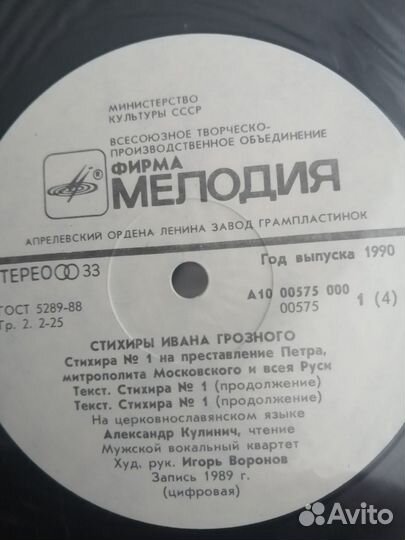 МИНИСТЕРСТВО
КУЛЬТУРЫ СССР
ВСЕСОЮЗНОЕ ТВОРЧЕСКО-
ПРОИЗВОДСТВЕННОЕ ОБЪЕДИНЕНИЕ
ФИРМА
МЕЛОДИЯ
®
АПРЕЛЕВСКИЙ ОРДЕНА ЛЕНИНА ЗАВОД ГРАМПЛАСТИНОК
ТЕРЕО 33
Год выпуска 1990
ГОСТ 5289-88
Гр. 2. 2-25
А10 00575 000
00575
1 (4)
СТИХИРЫ ИВАНА ГРОЗНОГО
Стихира № 1 на преставление Петра,
митрополита Московского и всея Руси
Текст. Стихира № 1 (продолжение)
Текст. Стихира № 1 (продолжение)
На церковнославянском языке
Александр Кулинич, чтение
Мужской вокальный квартет
Худ. рук. Игорь Воронов
Запись 1989 г.
(цифровая)
Avito